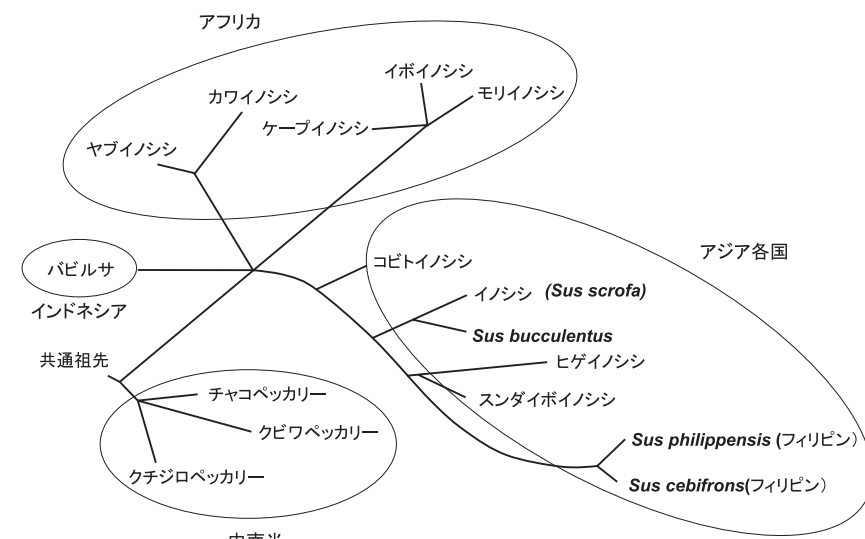 アフリカ
イボイノシシ
カワイノシシ
モリイノシシ
ケープイノシシ
ヤブイノシシ
アジア各国
バビルサ
コビトイノシシ
インドネシア
イノシシ (Sus scrofa)
Sus bucculentus
共通祖先
ヒゲイノシシ
チャコペッカリー
スンダイボイノシシ
クビワペッカリー
Sus philippensis (フィリピン)
クチジロペッカリー
Sus cebifrons(フィリピン)
中南米